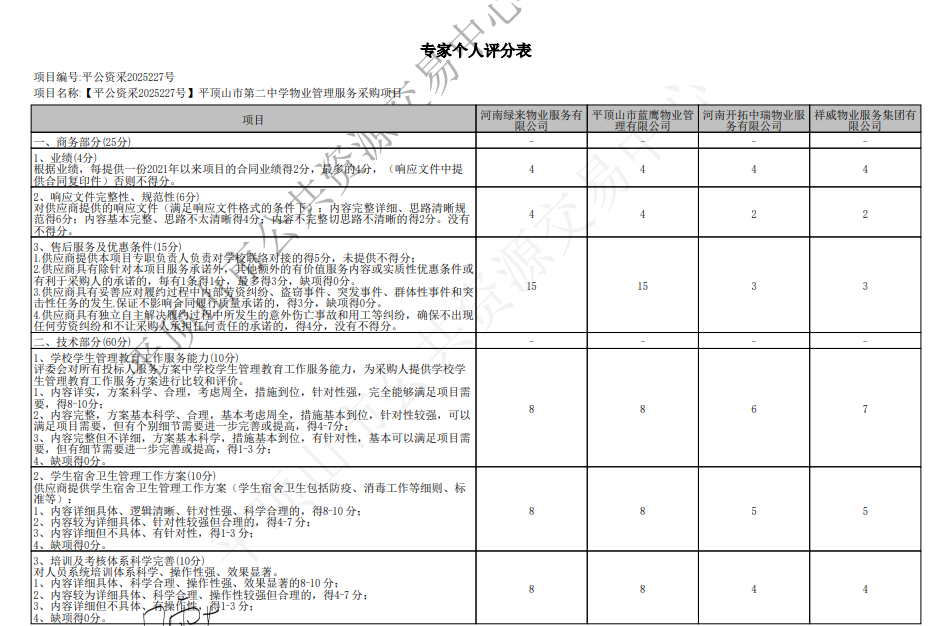 专家个人评分表
项目编号:平公资采2025227号
项目名称:【平公资采2025227号】平顶山市第二中学物业管理服务采购项目
项目 河南绿来物业服务有限公司 平顶山市蓝鹰物业管理有限公司 河南开拓中瑞物业服务有限公司 祥威物业服务集团有限公司
一、商务部分(25分) - - - -
1、业绩(4分)
根据业绩，每提供一份2021年以来项目的合同业绩得2分，最多的4分，（响应文件中提
供合同复印件）否则不得分。
4 4 4 4
2、响应文件完整性、规范性(6分)
对供应商提供的响应文件（满足响应文件格式的条件下）：内容完整详细、思路清晰规
范得6分；内容基本完整、思路不太清晰得4分；内容不完整切思路不清晰的得2分。没有
不得分。
4 4 2 2
3、售后服务及优惠条件(15分)
1.供应商提供本项目专职负责人负责对学校联络对接的得5分，未提供不得分；
2.供应商具有除针对本项目服务承诺外，其他额外的有价值服务内容或实质性优惠条件或
有利于采购人的承诺的，每有1条得1分，最多得3分，缺项得0分。
3.供应商具有妥善应对履约过程中内部劳资纠纷、盗窃事件、突发事件、群体性事件和突
击性任务的发生,保证不影响合同履行质量承诺的，得3分，缺项得0分。
4.供应商具有独立自主解决履约过程中所发生的意外伤亡事故和用工等纠纷，确保不出现
任何劳资纠纷和不让采购人承担任何责任的承诺的，得4分，没有不得分。
15 15 3 3
二、技术部分(60分) - - - -
1、学校学生管理教育工作服务能力(10分)
评委会对所有投标人服务方案中学校学生管理教育工作服务能力，为采购人提供学校学
生管理教育工作服务方案进行比较和评价。
1、内容详实，方案科学、合理，考虑周全，措施到位，针对性强，完全能够满足项目需
要，得8-10分；
2、内容完整，方案基本科学、合理，基本考虑周全，措施基本到位，针对性较强，可以
满足项目需要，但有个别细节需要进一步完善或提高，得4-7分；
3、内容完整但不详细，方案基本科学，措施基本到位，有针对性，基本可以满足项目需
要，但有细节需要进一步完善或提高，得1-3 分；
4、缺项得0分。
8 8 6 7
2、学生宿舍卫生管理工作方案(10分)
供应商提供学生宿舍卫生管理工作方案（学生宿舍卫生包括防疫、消毒工作等细则、标
准等）：
1、内容详细具体、逻辑清晰、针对性强、科学合理的，得8-10 分；
2、内容较为详细具体、针对性较强但合理的，得4-7 分；
3、内容详细但不具体、有针对性，得1-3 分；
4、缺项得0分。
8 8 5 5
3、培训及考核体系科学完善(10分)
对人员系统培训体系科学、操作性强、效果显著。
1、内容详细具体、科学合理、操作性强、效果显著的8-10 分；
2、内容较为详细具体、科学合理、操作性较强但合理的，得4-7 分；
3、内容详细但不具体、有操作性，得1-3 分；
4、缺项得0分。
8 8 4 4
平顶山市公共资源交易中心
平顶山市公共资源交易中心